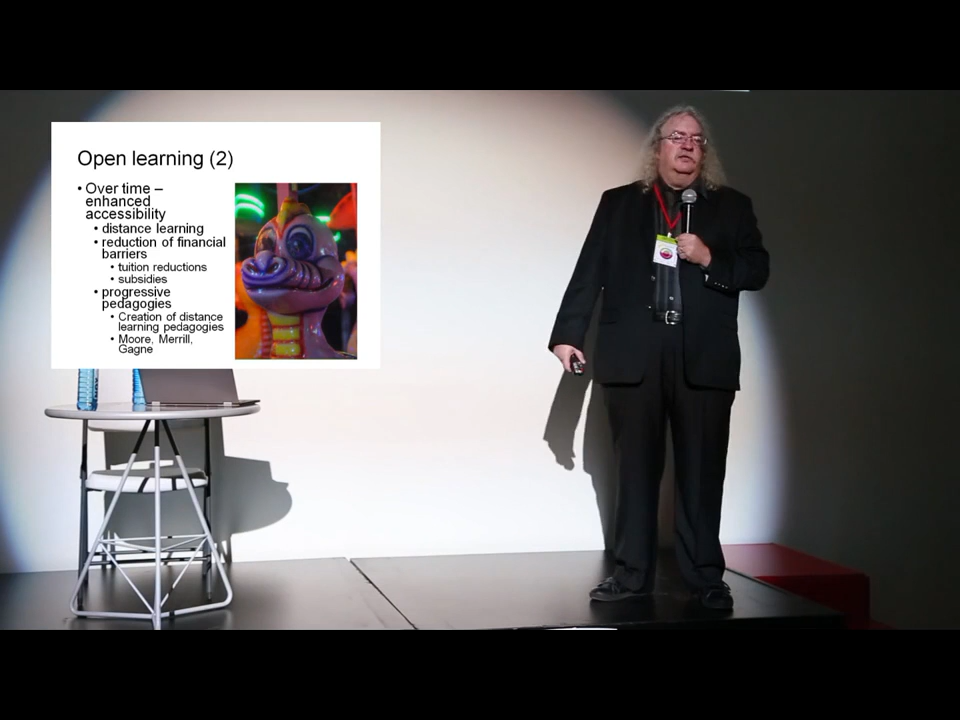 Open learning (2)
• Over time –
enhanced
accessibility
• distance learning
• reduction of financial
barriers
• tuition reductions
• subsidies
• progressive
pedagogies
• Creation of distance
learning pedagogies
• Moore, Merrill,
Gagne